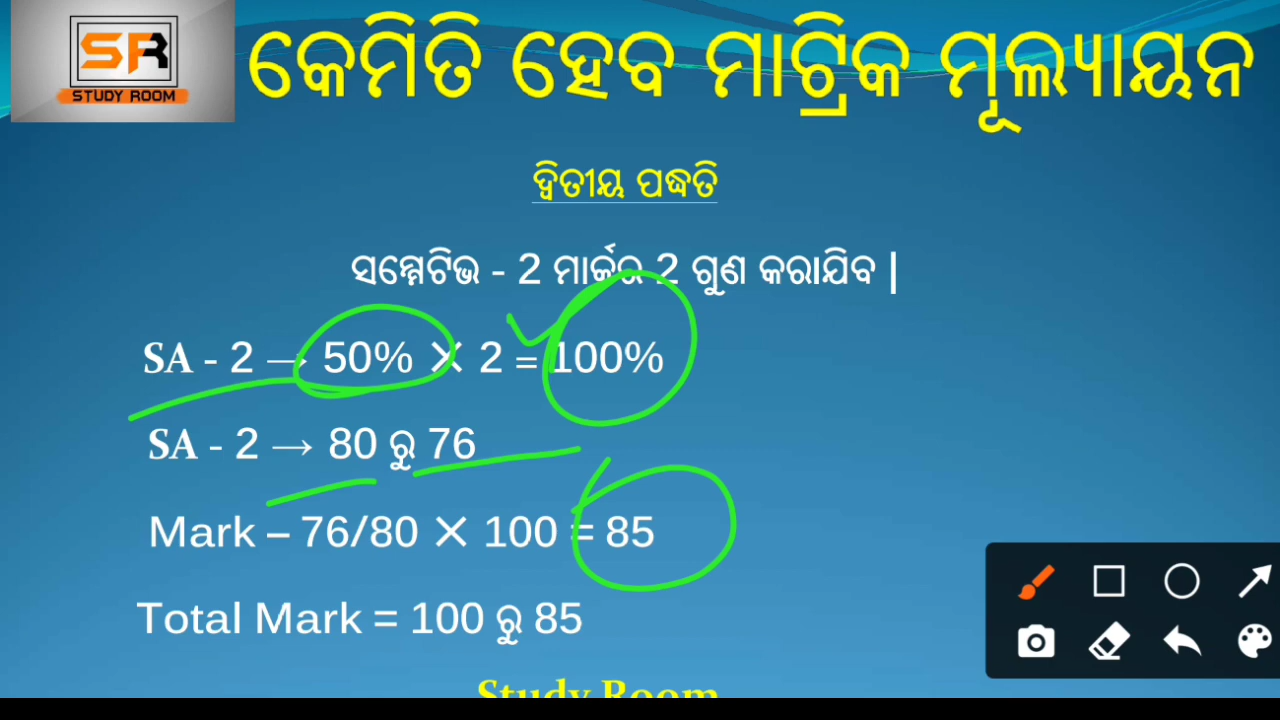 SR
STUDY ROOM
କେମିତି ହେବ ମାଟ୍ରିକ ମୂଲ୍ୟାୟନ
ଦ୍ୱିତୀୟ ପଦ୍ଧତି
ସମ୍ମେଟିଭ - 2 ମାର୍କର 2 ଗୁଣ କରାଯିବ |
SA - 2 → 50% × 2 = 100%
SA - 2 → 80 ରୁ 76
Mark – 76/80 × 100 = 85
Total Mark = 100 ରୁ 85
Study Room